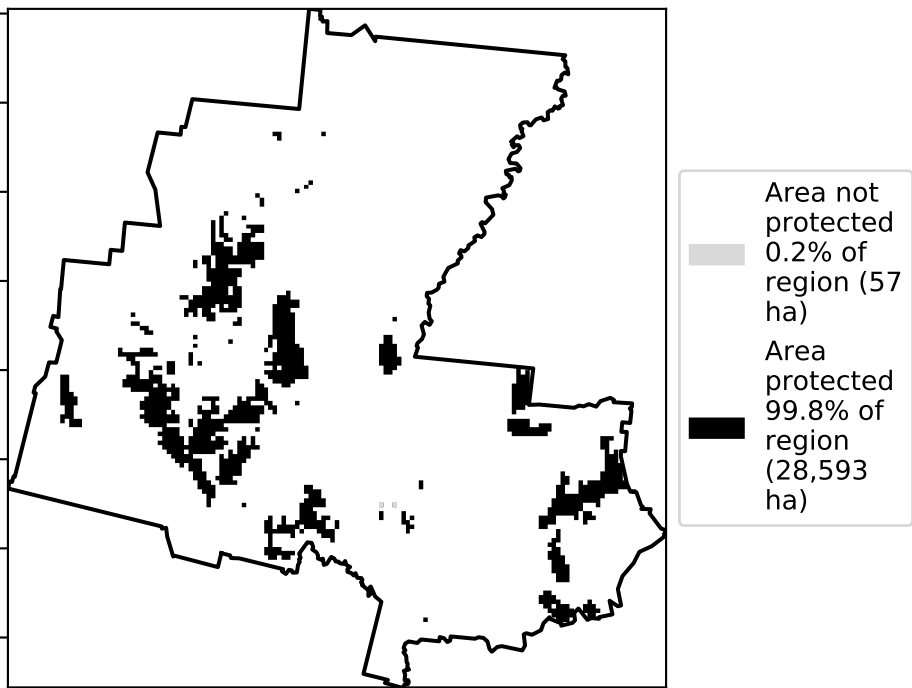 Area not
protected
0.2% of
region (57
ha)
Area
protected
99.8% of
region
(28,593
ha)